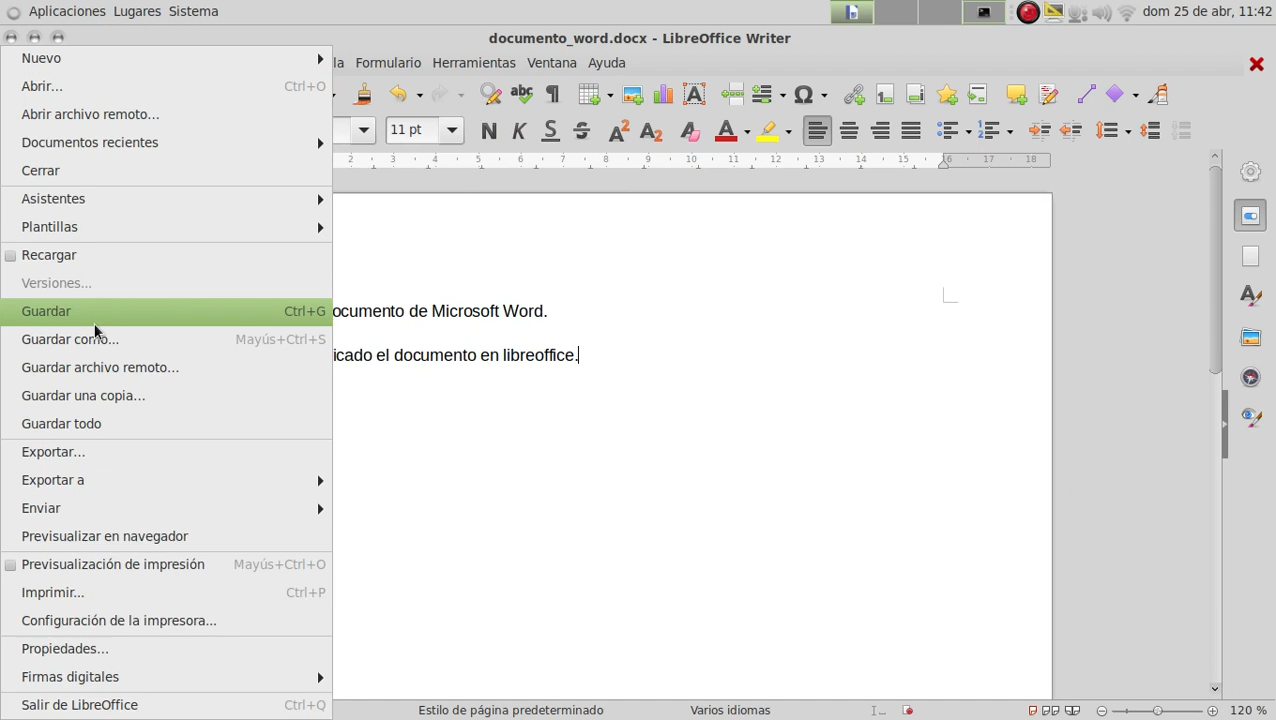 Aplicaciones Lugares Sistema
dom 25 de abr, 11:42
documento_word.docx - LibreOffice Writer
la Formulario Herramientas Ventana Ayuda
11 pt
2 3 4 5 6 7 8 9 10 11 12 13 14 15 16 17 18
Nuevo
Abrir... Ctrl+O
Abrir archivo remoto...
Documentos recientes
Cerrar
Asistentes
Plantillas
Recargar
Versiones...
Guardar Ctrl+G
Guardar como... Mayús+Ctrl+S
Guardar archivo remoto...
Guardar una copia...
Guardar todo
Exportar...
Exportar a
Enviar
Previsualizar en navegador
Previsualización de impresión Mayús+Ctrl+O
Imprimir... Ctrl+P
Configuración de la impresora...
Propiedades...
Firmas digitales
Salir de LibreOffice Ctrl+Q
ocumento de Microsoft Word.
icado el documento en libreoffice.
Estilo de página predeterminado Varios idiomas 120 %